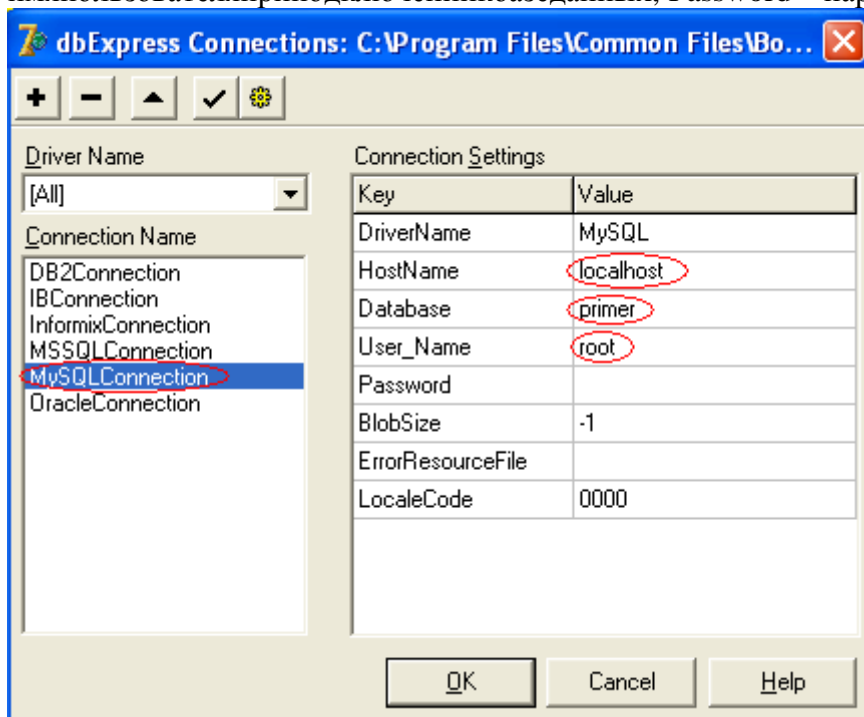 dbExpress Connections: C:\Program Files\Common Files\Bo...
Driver Name
[All]
Connection Name
DB2Connection
IBConnection
InformixConnection
MSSQLConnection
MySQLConnection
OracleConnection
Connection Settings
Key Value
DriverName MySQL
HostName localhost
Database primer
User_Name root
Password
BlobSize -1
ErrorResourceFile
LocaleCode 0000
OK Cancel Help